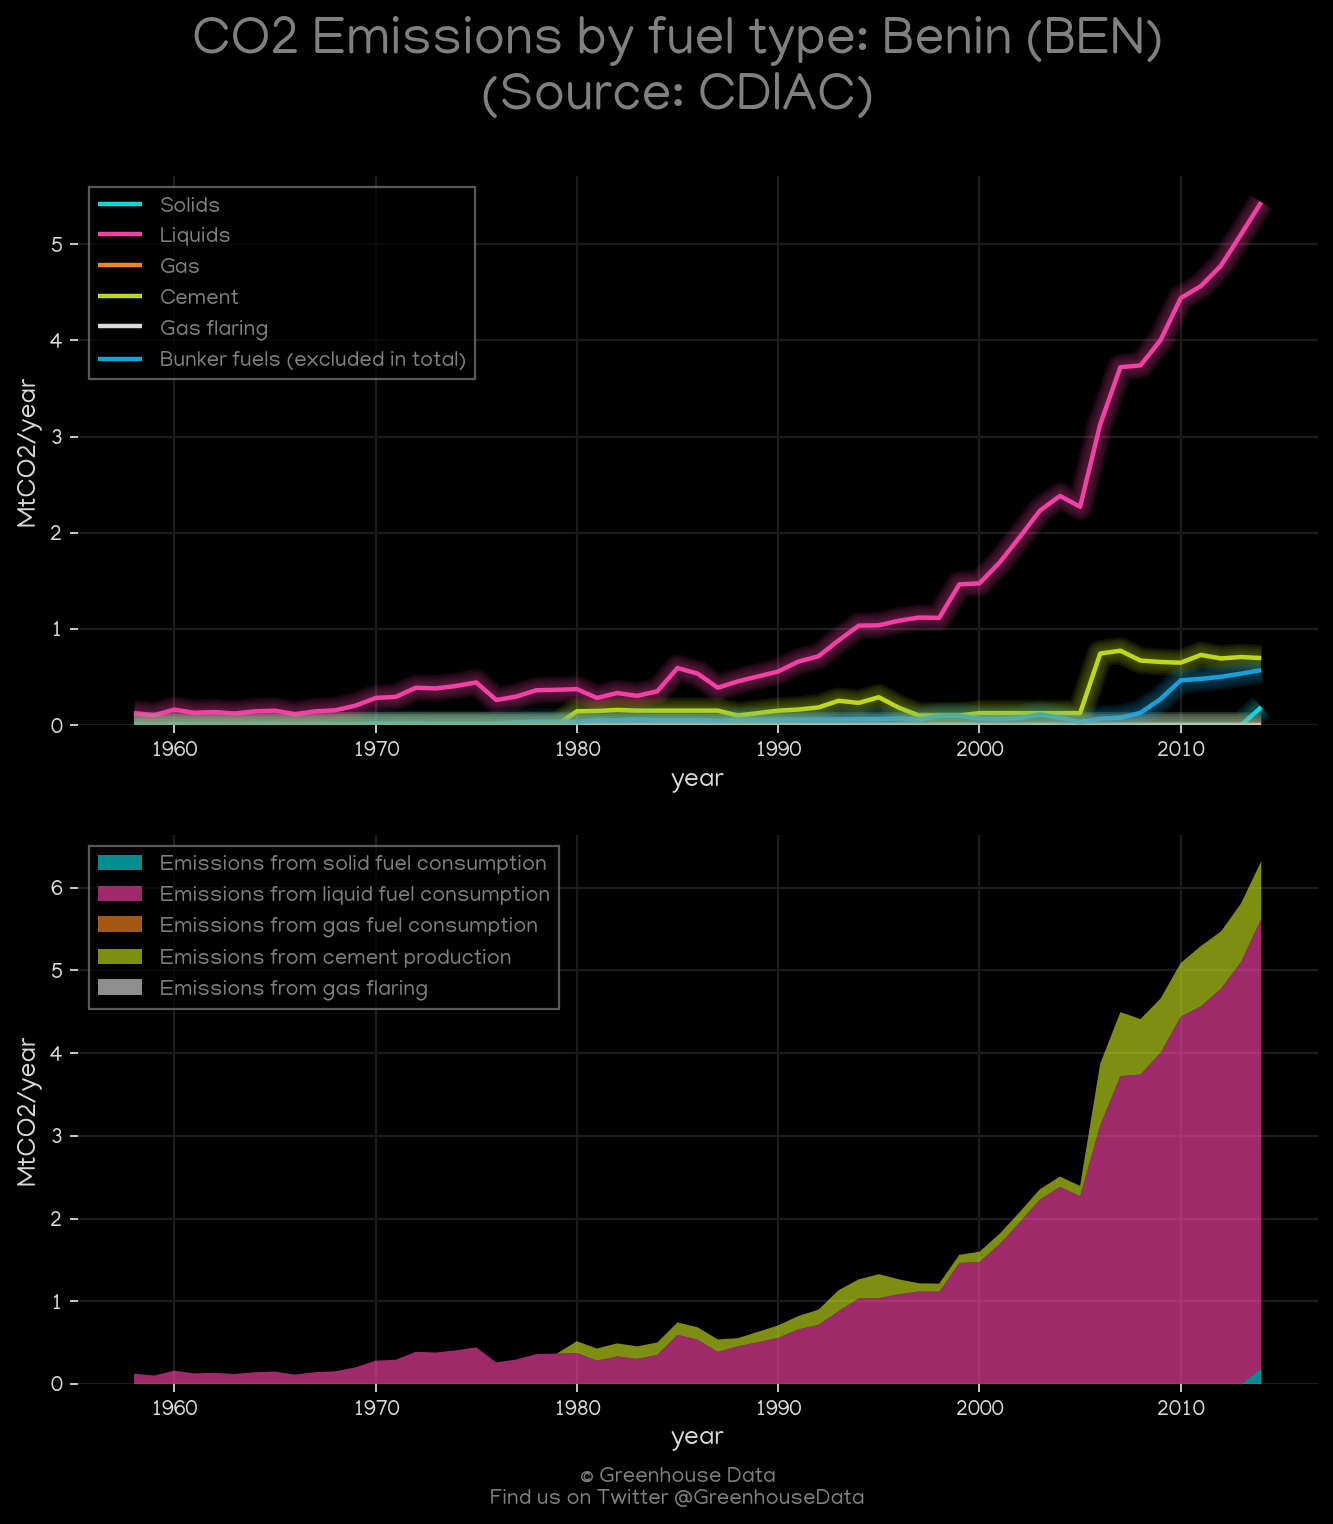 CO2 Emissions by fuel type: Benin (BEN)
(Source: CDIAC)
Solids
Liquids
Gas
Cement
Gas flaring
Bunker fuels (excluded in total)
MtCO2/year
5
4
3
2
1
0
1960 1970 1980 1990 2000 2010
year
Emissions from solid fuel consumption
Emissions from liquid fuel consumption
Emissions from gas fuel consumption
Emissions from cement production
Emissions from gas flaring
MtCO2/year
6
5
4
3
2
1
0
1960 1970 1980 1990 2000 2010
year
© Greenhouse Data
Find us on Twitter @GreenhouseData